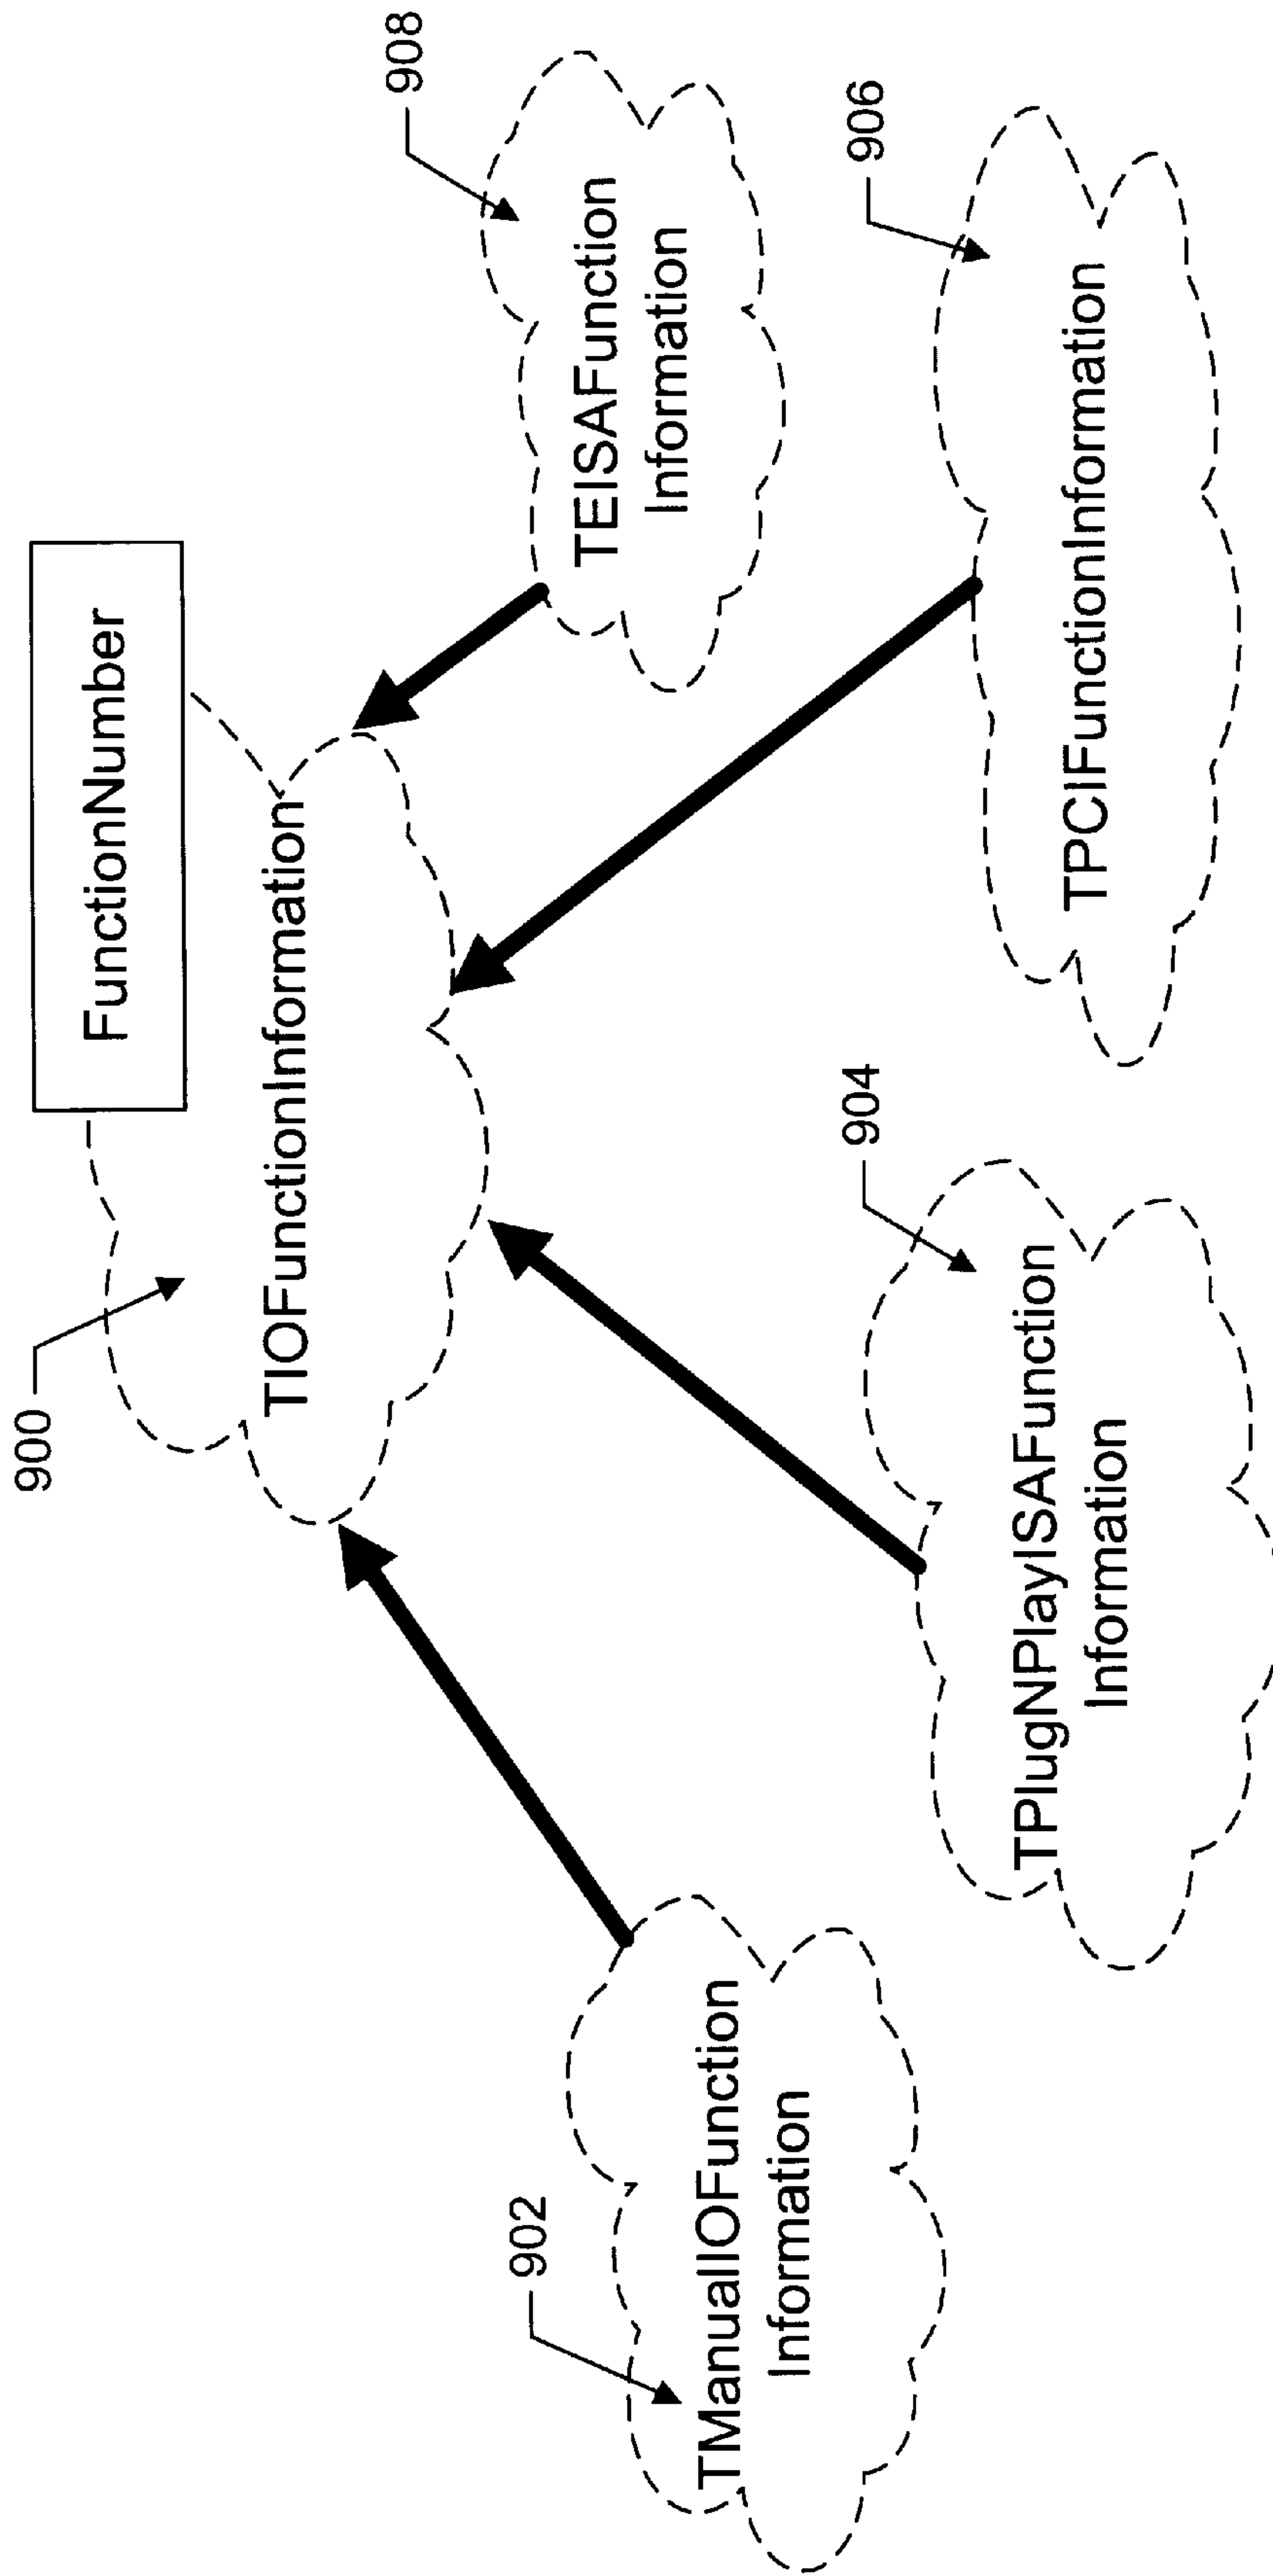 FunctionNumber
900
TIOFunctionInformation
908
TEISAFunction
Information
902
TManualIOFunction
Information
904
TPlugNPlayISAFunction
Information
906
TPCIFunctionInformation